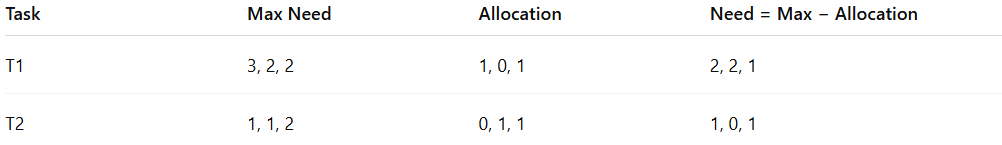 Task Max Need Allocation Need = Max − Allocation
T1 3, 2, 2 1, 0, 1 2, 2, 1
T2 1, 1, 2 0, 1, 1 1, 0, 1